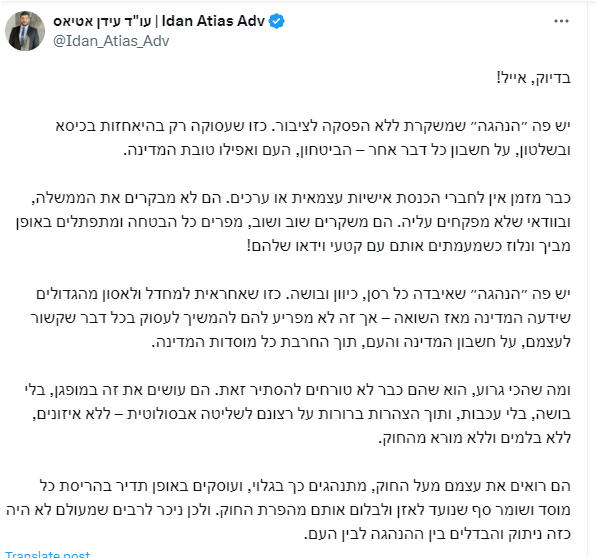 עו"ד עידן אטיאס | Idan Atias Adv
@Idan_Atias_Adv
בדיוק, אייל!
יש פה ״הנהגה״ שמשקרת ללא הפסקה לציבור. כזו שעסוקה רק בהיאחזות בכיסא
ובשלטון, על חשבון כל דבר אחר – הביטחון, העם ואפילו טובת המדינה.
כבר מזמן אין לחברי הכנסת אישיות עצמאית או ערכים. הם לא מבקרים את הממשלה,
ובוודאי שלא מפקחים עליה. הם משקרים שוב ושוב, מפרים כל הבטחה ומתפתלים באופן
מביך ונלוז כשמעמתים אותם עם קטעי וידאו שלהם!
יש פה ״הנהגה״ שאיבדה כל רסן, כיוון ובושה. כזו שאחראית למחדל ולאסון מהגדולים
שידעה המדינה מאז השואה – אך זה לא מפריע להם להמשיך לעסוק בכל דבר שקשור
לעצמם, על חשבון המדינה והעם, תוך החרבת כל מוסדות המדינה.
ומה שהכי גרוע, הוא שהם כבר לא טורחים להסתיר זאת. הם עושים את זה במופגן, בלי
בושה, בלי עכבות, ותוך הצהרות ברורות על רצונם לשליטה אבסולוטית – ללא איזונים,
ללא בלמים וללא מורא מהחוק.
הם רואים את עצמם מעל החוק, מתנהגים כך בגלוי, ועוסקים באופן תדיר בהריסת כל
מוסד ושומר סף שנועד לאזן ולבלום אותם מהפרת החוק. ולכן ניכר לרבים שמעולם לא היה
כזה ניתוק והבדלים בין ההנהגה לבין העם.
Translate post